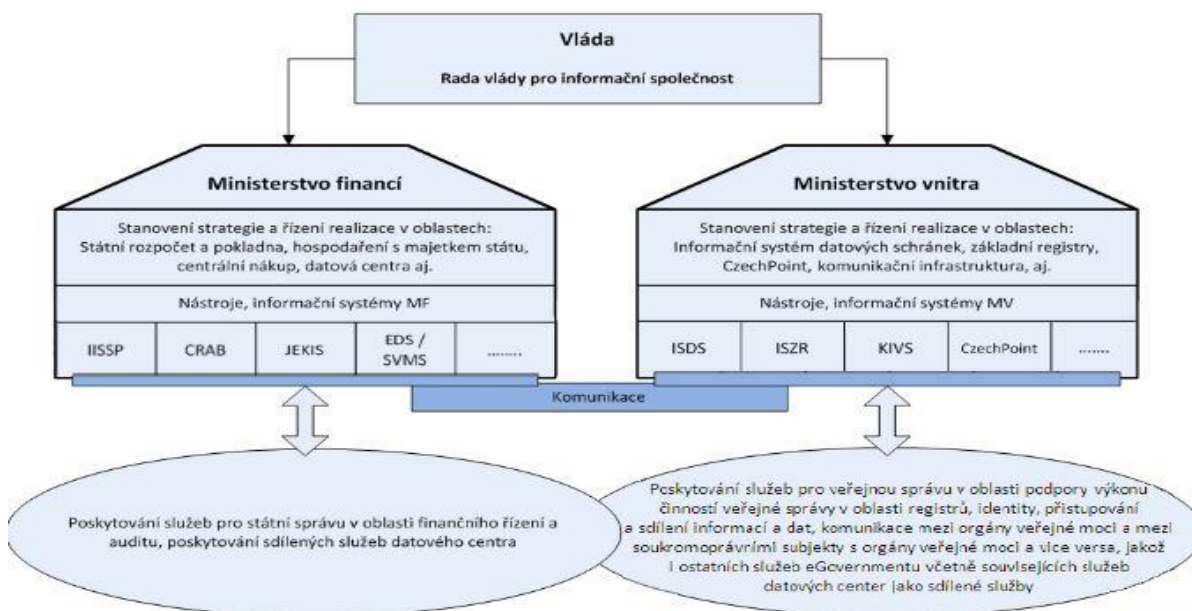 Vláda
Rada vlády pro informační společnost
Ministerstvo financí
Stanovení strategie a řízení realizace v oblastech:
Státní rozpočet a pokladna, hospodaření s majetkem státu,
centrální nákup, datová centra aj.
Nástroje, informační systémy MF
IISSP
CRAB
JEKIS
EDS /
SVMS
........
Ministerstvo vnitra
Stanovení strategie a řízení realizace v oblastech:
Informační systém datových schránek, základní registry,
CzechPoint, komunikační infrastruktura, aj.
Nástroje, informační systémy MV
ISDS
ISZR
KIVS
CzechPoint
.......
Komunikace
Poskytování služeb pro státní správu v oblasti finančního řízení a
auditu, poskytování sdílených služeb datového centra
Poskytování služeb pro veřejnou správu v oblasti podpory výkonu
činností veřejné správy v oblasti registrů, identity, přistupování
a sdílení informací a dat, komunikace mezi orgány veřejné moci a mezi
soukromoprávními subjekty s orgány veřejné moci a vice versa, jakož
i ostatních služeb eGovernmentu včetně souvisejících služeb
datových center jako sdílené služby